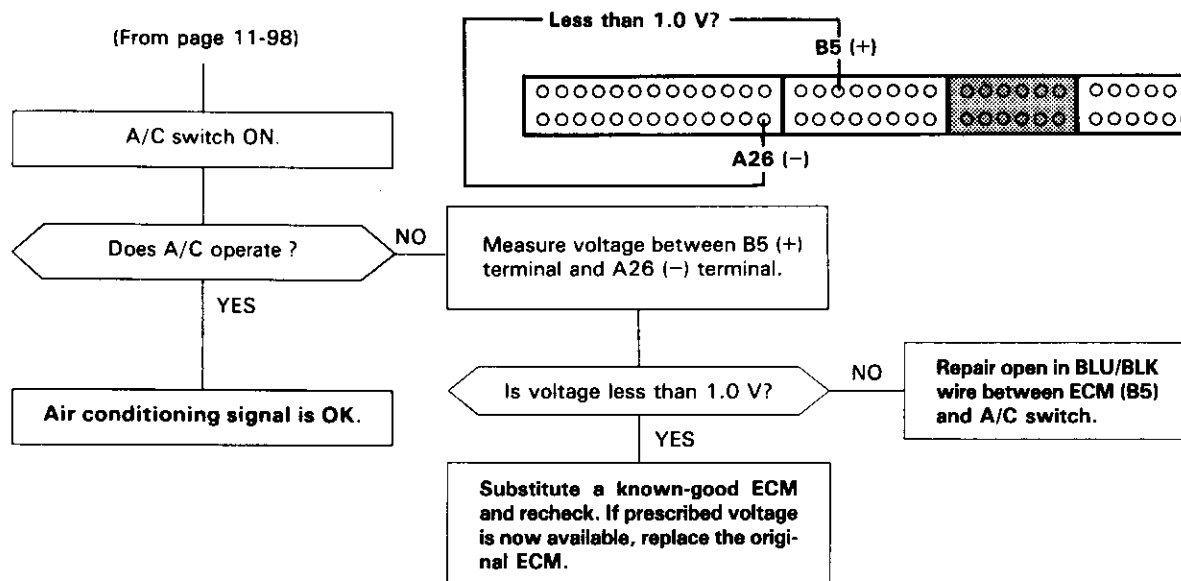 (From page 11-98)
Less than 1.0 V?
B5 (+)
A26 (−)
A/C switch ON.
Does A/C operate ?
NO
YES
Air conditioning signal is OK.
Measure voltage between B5 (+)
terminal and A26 (−) terminal.
Is voltage less than 1.0 V?
NO
Repair open in BLU/BLK
wire between ECM (B5)
and A/C switch.
YES
Substitute a known-good ECM
and recheck. If prescribed voltage
is now available, replace the origi-
nal ECM.